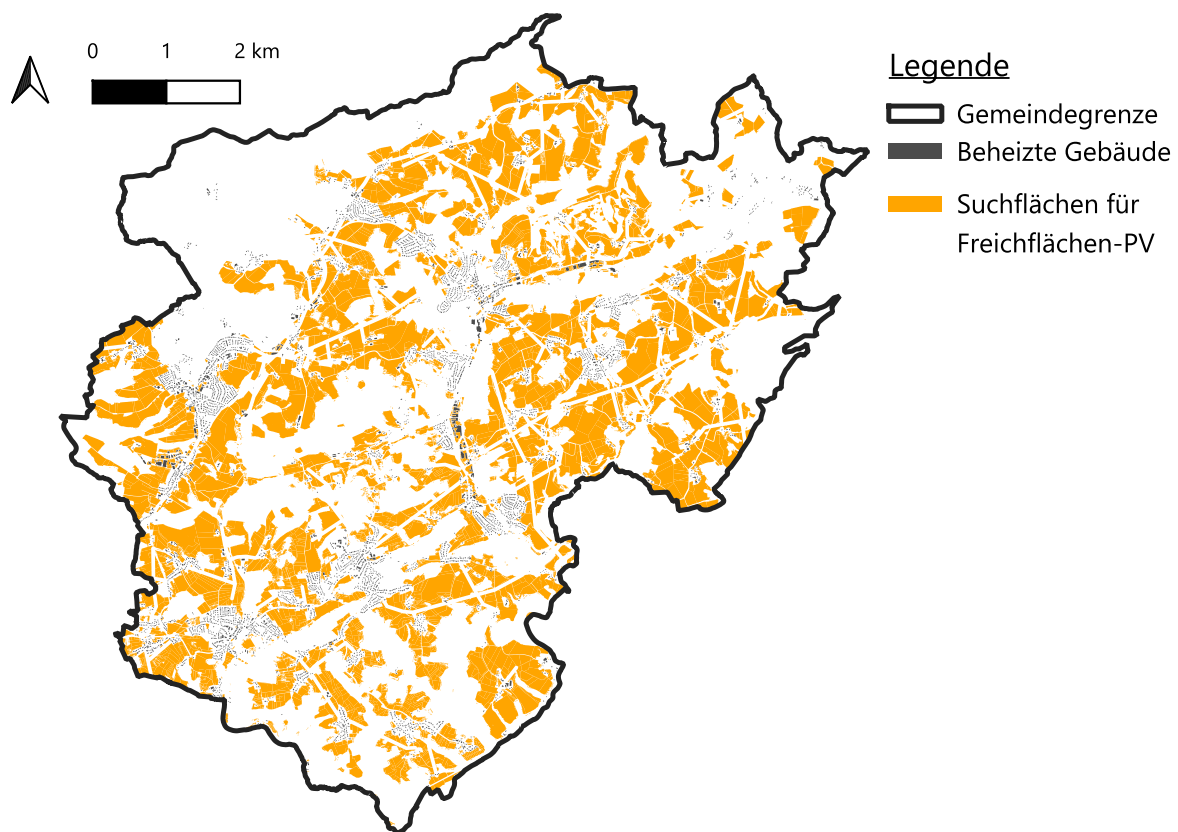 0 1 2 km
Legende
Gemeindegrenze
Beheizte Gebäude
Suchflächen für
Freichflächen-PV